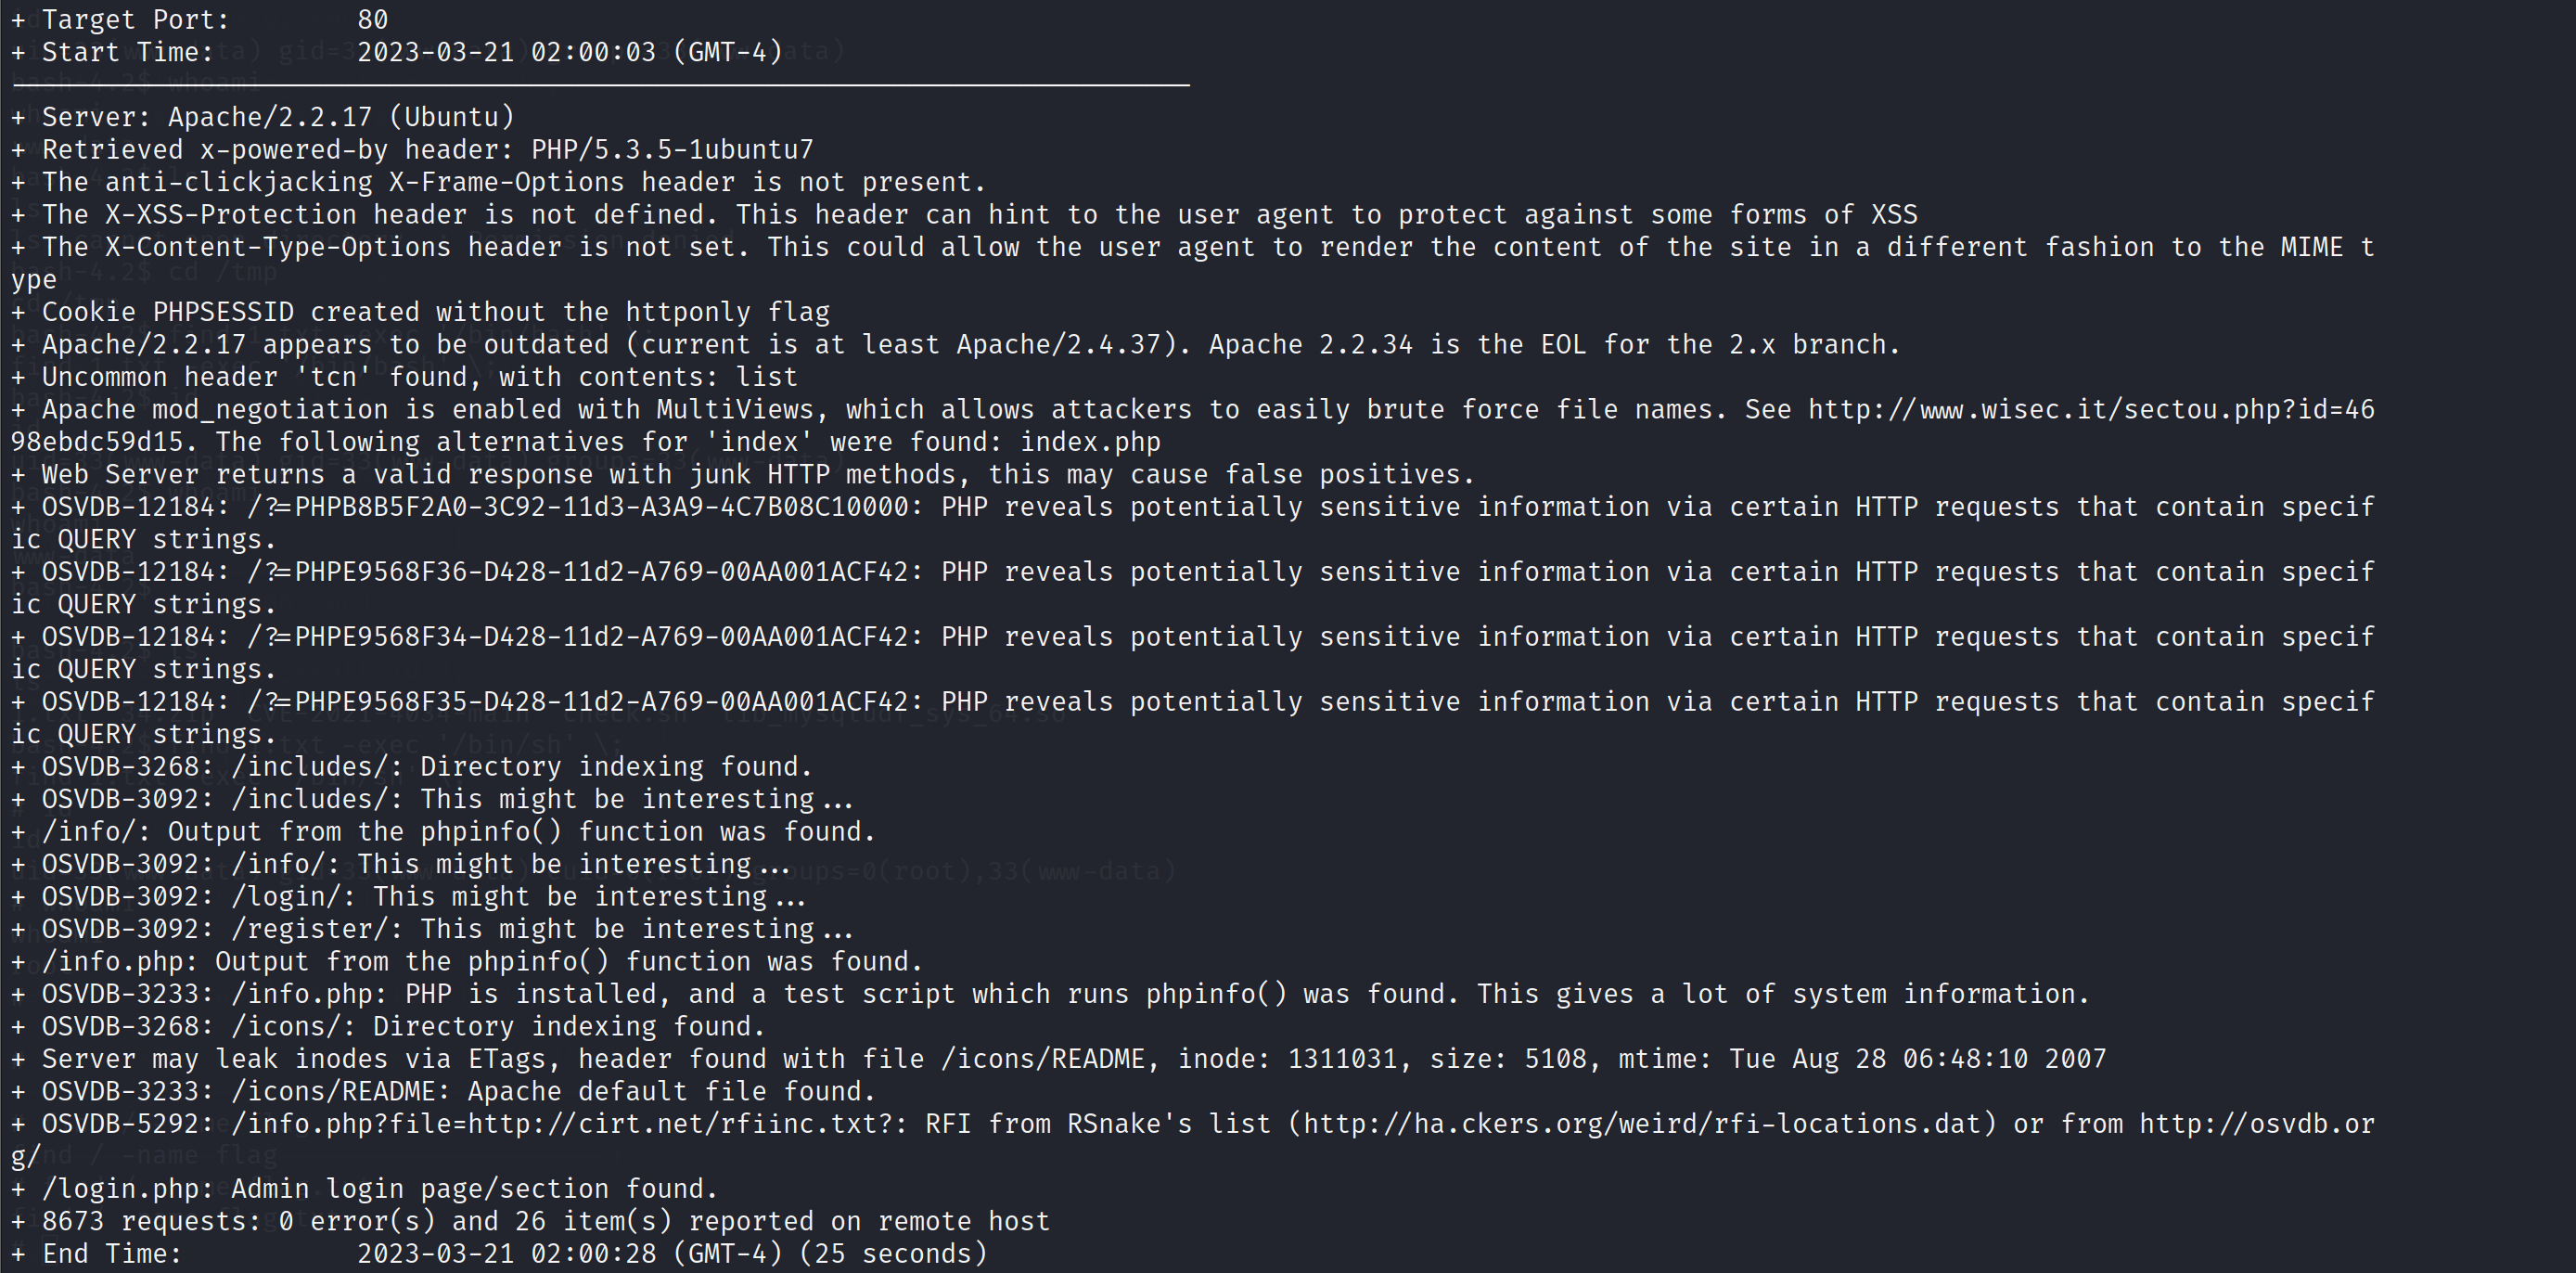 + Target Port:        80
+ Start Time:         2023-03-21 02:00:03 (GMT-4)
+ Server: Apache/2.2.17 (Ubuntu)
+ Retrieved x-powered-by header: PHP/5.3.5-1ubuntu7
+ The anti-clickjacking X-Frame-Options header is not present.
+ The X-XSS-Protection header is not defined. This header can hint to the user agent to protect against some forms of XSS
+ The X-Content-Type-Options header is not set. This could allow the user agent to render the content of the site in a different fashion to the MIME t
ype
+ Cookie PHPSESSID created without the httponly flag
+ Apache/2.2.17 appears to be outdated (current is at least Apache/2.4.37). Apache 2.2.34 is the EOL for the 2.x branch.
+ Uncommon header 'tcn' found, with contents: list
+ Apache mod_negotiation is enabled with MultiViews, which allows attackers to easily brute force file names. See http://www.wisec.it/sectou.php?id=46
98ebdc59d15. The following alternatives for 'index' were found: index.php
+ Web Server returns a valid response with junk HTTP methods, this may cause false positives.
+ OSVDB-12184: /?=PHPB8B5F2A0-3C92-11d3-A3A9-4C7B08C10000: PHP reveals potentially sensitive information via certain HTTP requests that contain specif
ic QUERY strings.
+ OSVDB-12184: /?=PHPE9568F36-D428-11d2-A769-00AA001ACF42: PHP reveals potentially sensitive information via certain HTTP requests that contain specif
ic QUERY strings.
+ OSVDB-12184: /?=PHPE9568F34-D428-11d2-A769-00AA001ACF42: PHP reveals potentially sensitive information via certain HTTP requests that contain specif
ic QUERY strings.
+ OSVDB-12184: /?=PHPE9568F35-D428-11d2-A769-00AA001ACF42: PHP reveals potentially sensitive information via certain HTTP requests that contain specif
ic QUERY strings.
+ OSVDB-3268: /includes/: Directory indexing found.
+ OSVDB-3092: /includes/: This might be interesting...
+ /info/: Output from the phpinfo() function was found.
+ OSVDB-3092: /info/: This might be interesting...
+ OSVDB-3092: /login/: This might be interesting...
+ OSVDB-3092: /register/: This might be interesting...
+ /info.php: Output from the phpinfo() function was found.
+ OSVDB-3233: /info.php: PHP is installed, and a test script which runs phpinfo() was found. This gives a lot of system information.
+ OSVDB-3268: /icons/: Directory indexing found.
+ Server may leak inodes via ETags, header found with file /icons/README, inode: 1311031, size: 5108, mtime: Tue Aug 28 06:48:10 2007
+ OSVDB-3233: /icons/README: Apache default file found.
+ OSVDB-5292: /info.php?file=http://cirt.net/rfiinc.txt?: RFI from RSnake's list (http://ha.ckers.org/weird/rfi-locations.dat) or from http://osvdb.or
g/
+ /login.php: Admin login page/section found.
+ 8673 requests: 0 error(s) and 26 item(s) reported on remote host
+ End Time:           2023-03-21 02:00:28 (GMT-4) (25 seconds)